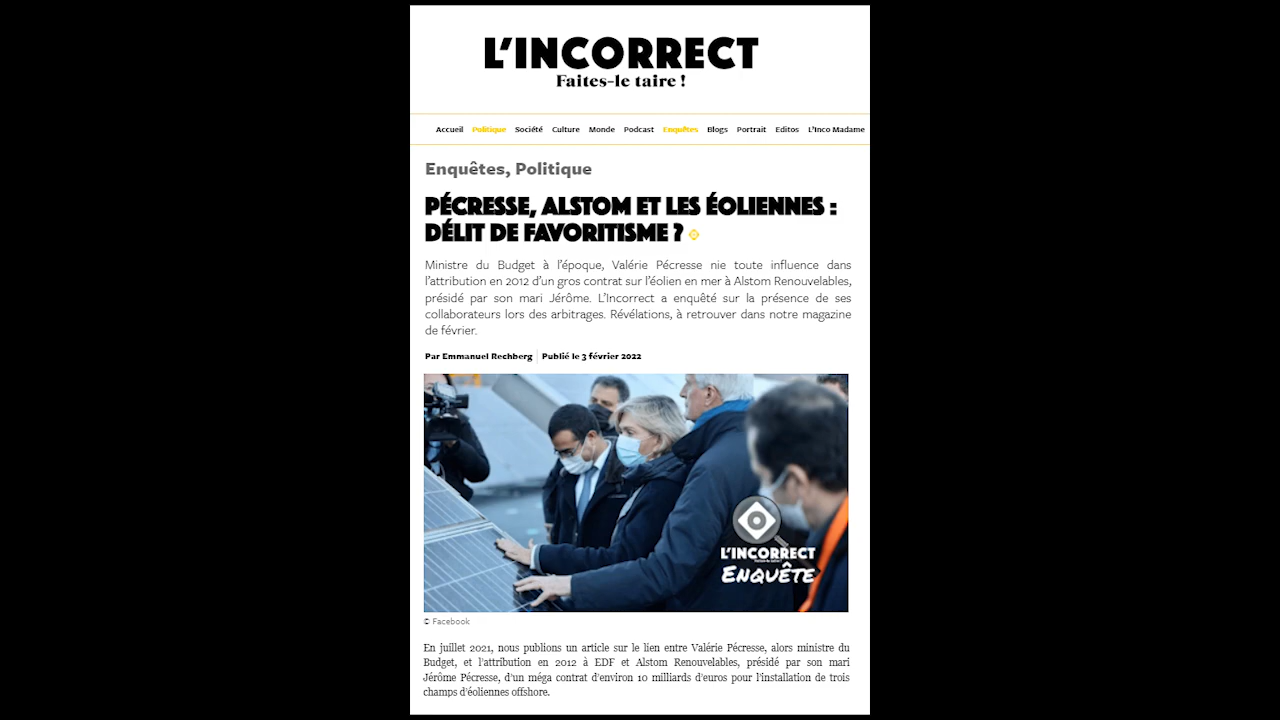 L'INCORRECT
Faites-le taire !
Accueil Politique Société Culture Monde Podcast Enquêtes Blogs Portrait Editos L'Inco Madame
Enquêtes, Politique
PÉCRESSE, ALSTOM ET LES ÉOLIENNES :
DÉLIT DE FAVORITISME ?
Ministre du Budget à l'époque, Valérie Pécresse nie toute influence dans
l'attribution en 2012 d'un gros contrat sur l'éolien en mer à Alstom Renouvelables,
présidé par son mari Jérôme. L'Incorrect a enquêté sur la présence de ses
collaborateurs lors des arbitrages. Révélations, à retrouver dans notre magazine
de février.
Par Emmanuel Rechberg | Publié le 3 février 2022
L'INCORRECT
Faites-le taire !
ENQUÊTE
© Facebook
En juillet 2021, nous publions un article sur le lien entre Valérie Pécresse, alors ministre du
Budget, et l'attribution en 2012 à EDF et Alstom Renouvelables, présidé par son mari
Jérôme Pécresse, d'un méga contrat d'environ 10 milliards d'euros pour l'installation de trois
champs d'éoliennes offshore.